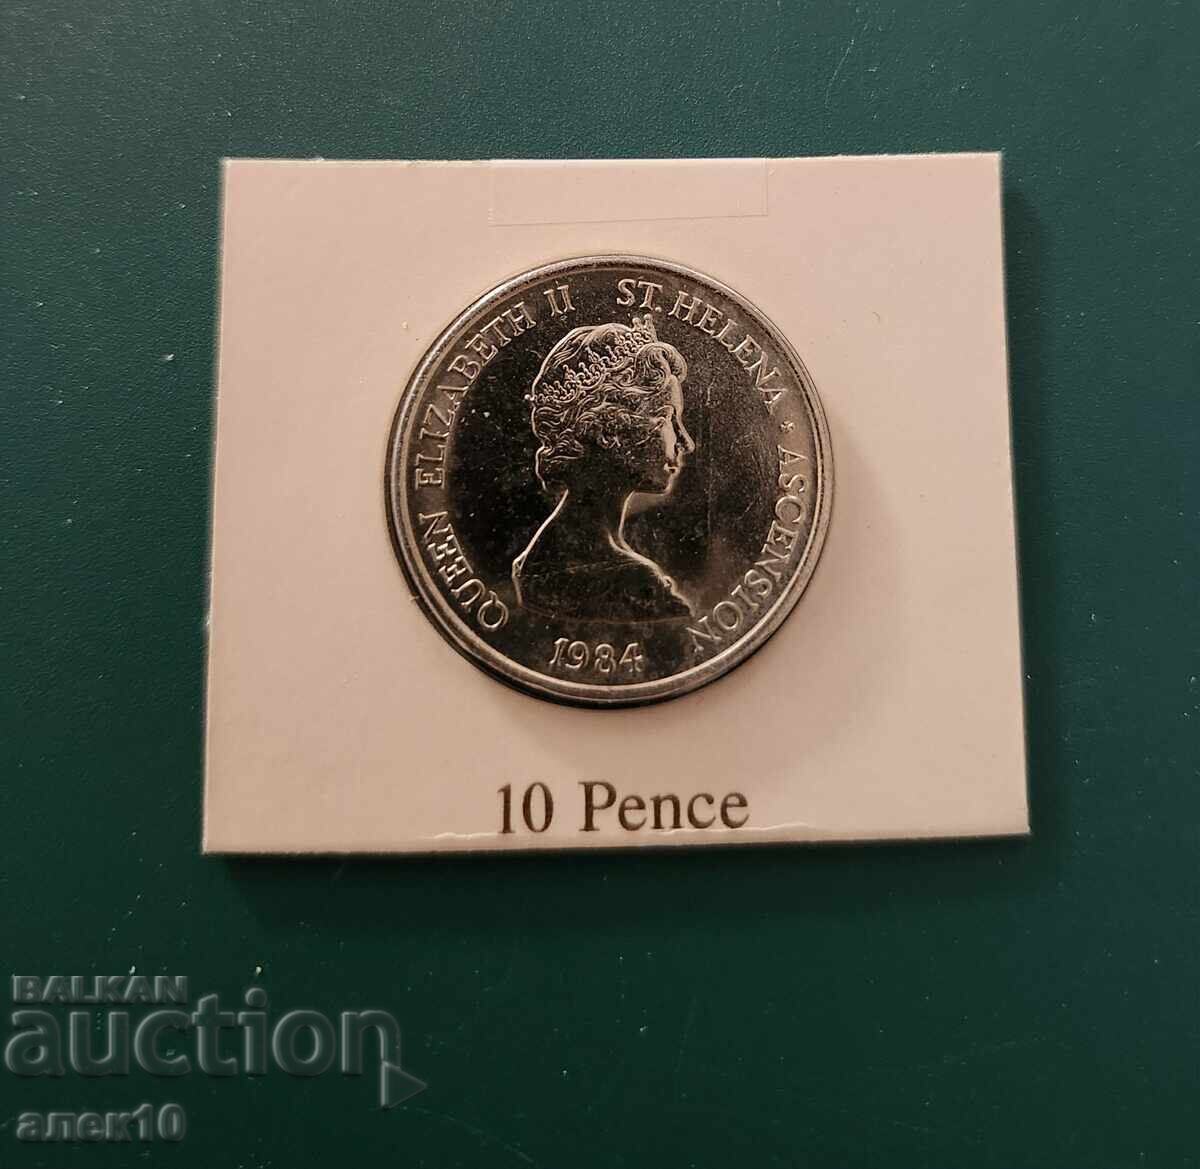 QUEEN ELIZABETH II ST. HELENA • ASCENSION
1984
10 Pence
BALKAN
auction
алек10